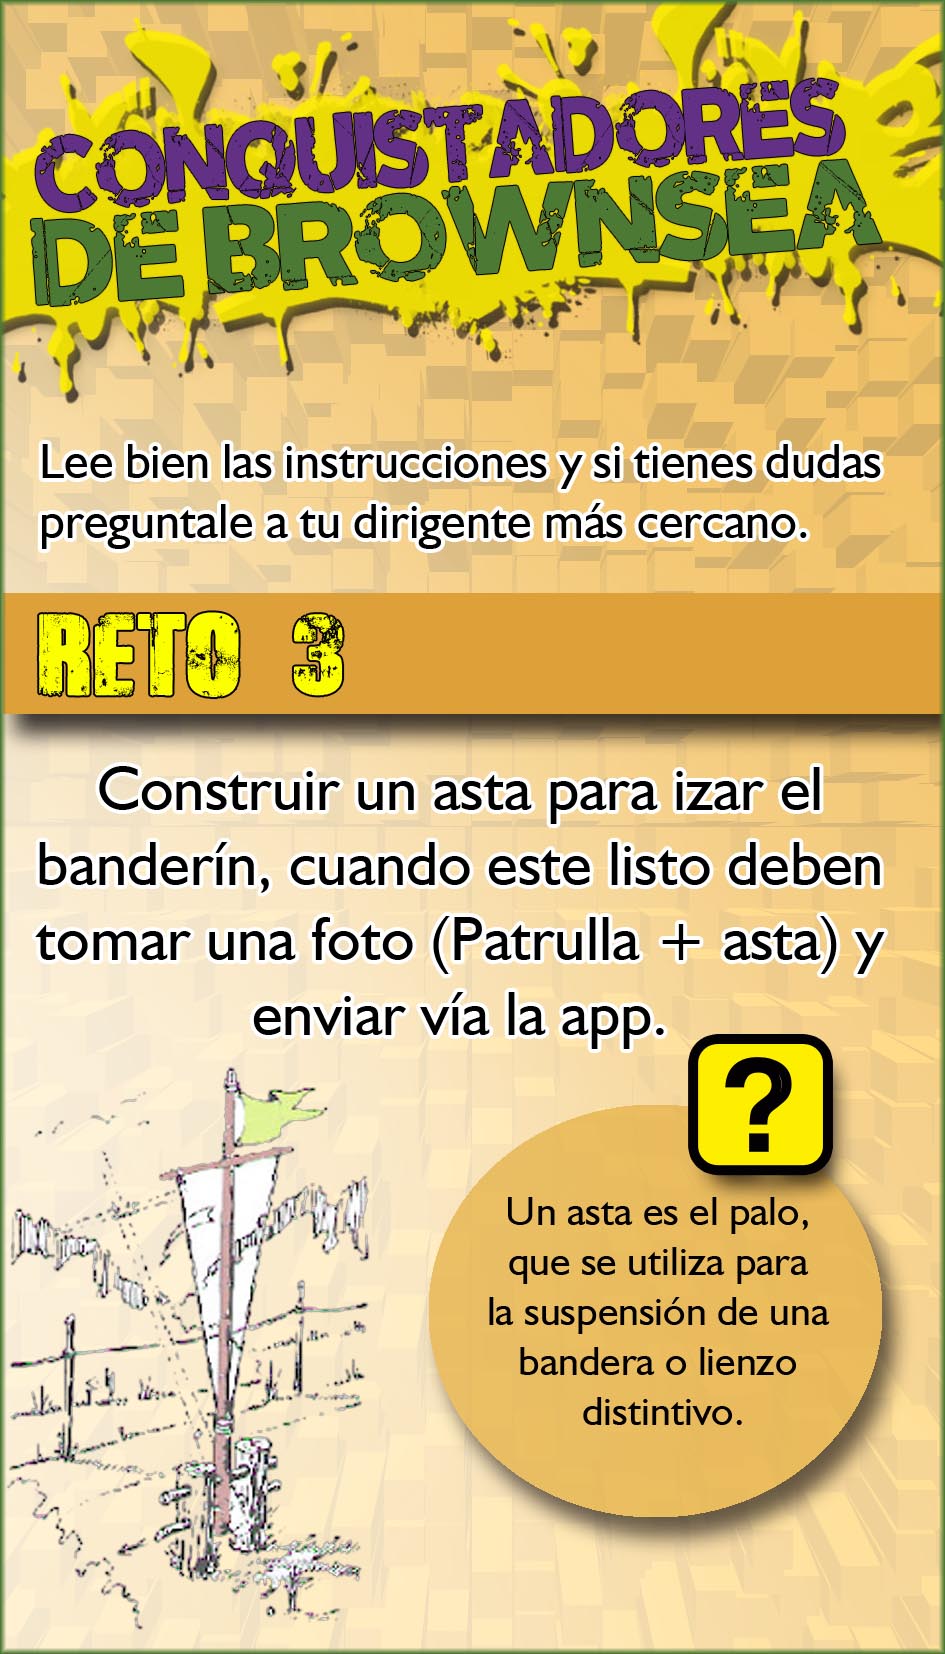 CONQUISTADORES
DE BROWNSEA
Lee bien las instrucciones y si tienes dudas
preguntale a tu dirigente más cercano.
RETO 3
Construir un asta para izar el
banderín, cuando este listo deben
tomar una foto (Patrulla + asta) y
enviar vía la app.
?
Un asta es el palo,
que se utiliza para
la suspensión de una
bandera o lienzo
distintivo.